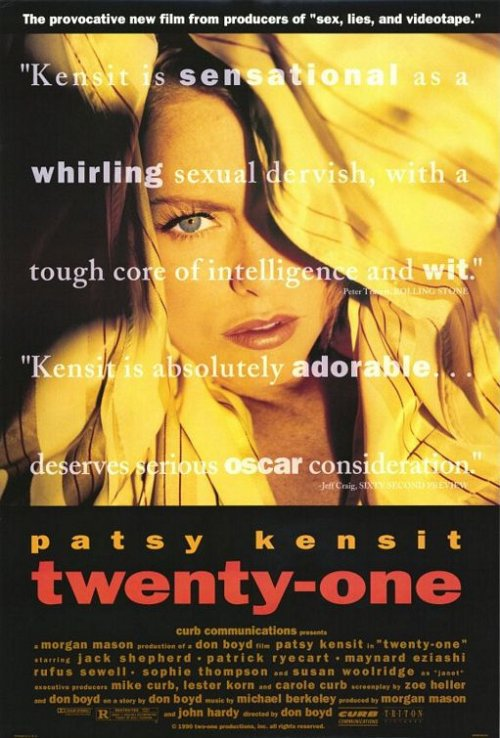 The provocative new film from producers of "sex, lies, and videotape."
"Kensit is sensational as a
whirling sexual dervish, with a
tough core of intelligence and wit."
-Peter Travers, ROLLING STONE
"Kensit is absolutely adorable. . .
deserves serious oscar consideration."
-Jeff Craig, SIXTY SECOND PREVIEW
patsy kensit
twenty-one
curb communications presents
a morgan mason production of a don boyd film patsy kensit in "twenty-one"
starring jack shepherd • patrick ryecart • maynard eziashi
rufus sewell • sophie thompson and susan woolridge as "janet"
executive producers mike curb, lester korn and carole curb screenplay by zoe heller
and don boyd on a story by don boyd music by michael berkeley produced by morgan mason
R RESTRICTED and john hardy directed by don boyd CURB COMMUNICATIONS TRITON
© 1990 two-one productions, inc. all rights reserved.